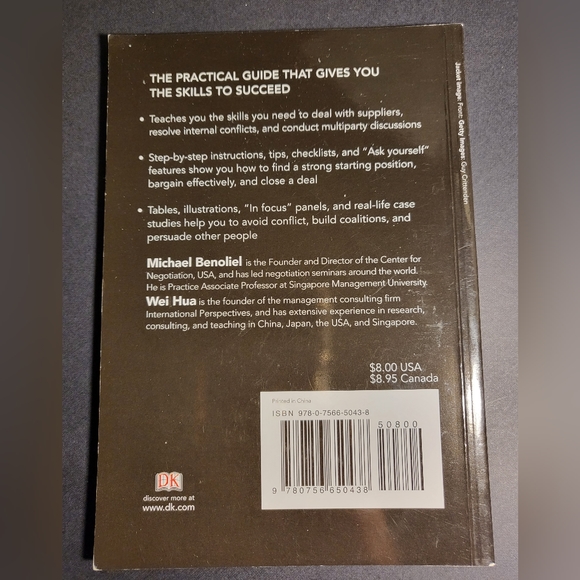 THE PRACTICAL GUIDE THAT GIVES YOU
THE SKILLS TO SUCCEED
• Teaches you the skills you need to deal with suppliers,
resolve internal conflicts, and conduct multiparty discussions
• Step-by-step instructions, tips, checklists, and "Ask yourself"
features show you how to find a strong starting position,
bargain effectively, and close a deal
• Tables, illustrations, "In focus" panels, and real-life case
studies help you to avoid conflict, build coalitions, and
persuade other people
Michael Benoliel is the Founder and Director of the Center for
Negotiation, USA, and has led negotiation seminars around the world.
He is Practice Associate Professor at Singapore Management University.
Wei Hua is the founder of the management consulting firm
International Perspectives, and has extensive experience in research,
consulting, and teaching in China, Japan, the USA, and Singapore.
$8.00 USA
$8.95 Canada
Printed in China
ISBN 978-0-7566-5043-8
50800
9 780756 650438
DK
discover more at
www.dk.com
Jacket image: Front: Getty Images: Guy Crittenden